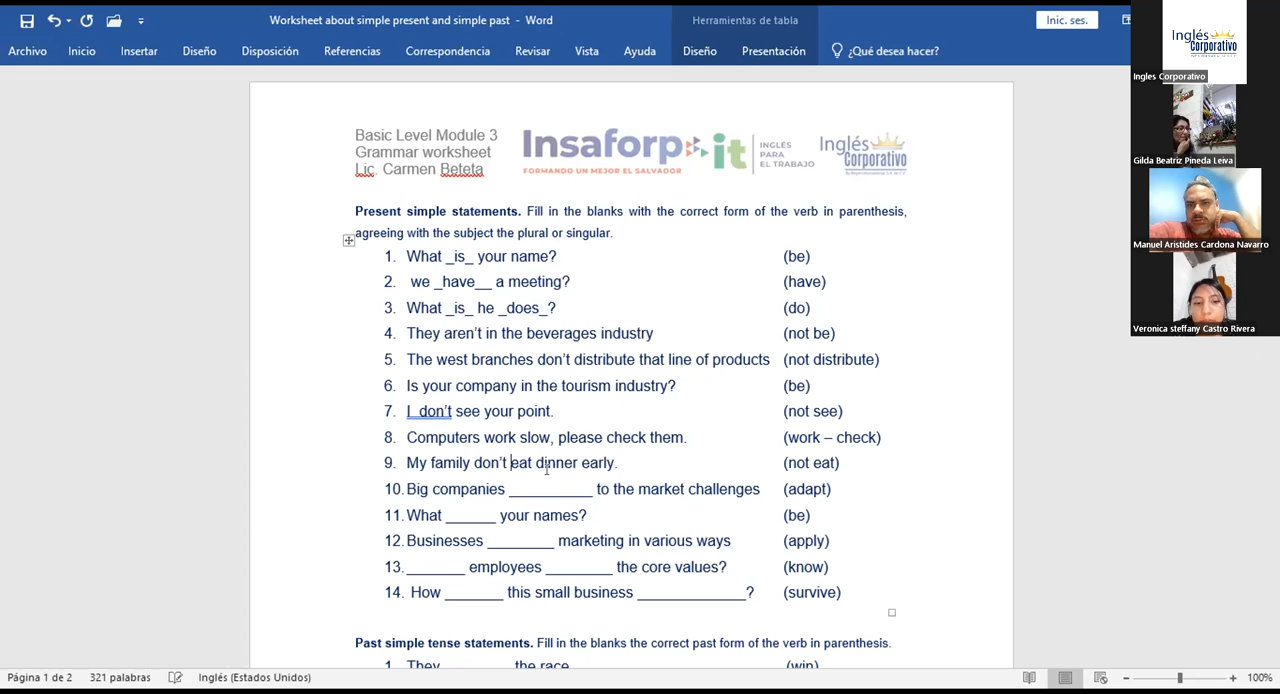 Worksheet about simple present and simple past - Word
Herramientas de tabla
Inic. ses.
Archivo Inicio Insertar Diseño Disposición Referencias Correspondencia Revisar Vista Ayuda Diseño Presentación ¿Qué desea hacer?
Inglés
Corporativo
Ingles Corporativo
Gilda Beatriz Pineda Leiva
Manuel Aristides Cardona Navarro
Veronica steffany Castro Rivera
Basic Level Module 3
Grammar worksheet
Lic. Carmen Beteta
Insaforp it
FORMANDO UN MEJOR EL SALVADOR
INGLÉS
PARA
EL TRABAJO
Inglés
Corporativo
Present simple statements. Fill in the blanks with the correct form of the verb in parenthesis,
agreeing with the subject the plural or singular.
1. What _is_ your name? (be)
2. we _have__ a meeting? (have)
3. What _is_ he _does_? (do)
4. They aren’t in the beverages industry (not be)
5. The west branches don’t distribute that line of products (not distribute)
6. Is your company in the tourism industry? (be)
7. I don’t see your point. (not see)
8. Computers work slow, please check them. (work – check)
9. My family don’t eat dinner early. (not eat)
10. Big companies __________ to the market challenges (adapt)
11. What ______ your names? (be)
12. Businesses ________ marketing in various ways (apply)
13. _______ employees ________ the core values? (know)
14. How _______ this small business _____________? (survive)
Past simple tense statements. Fill in the blanks the correct past form of the verb in parenthesis.
1. They ________ the race (win)
Página 1 de 2 321 palabras Inglés (Estados Unidos) 100%